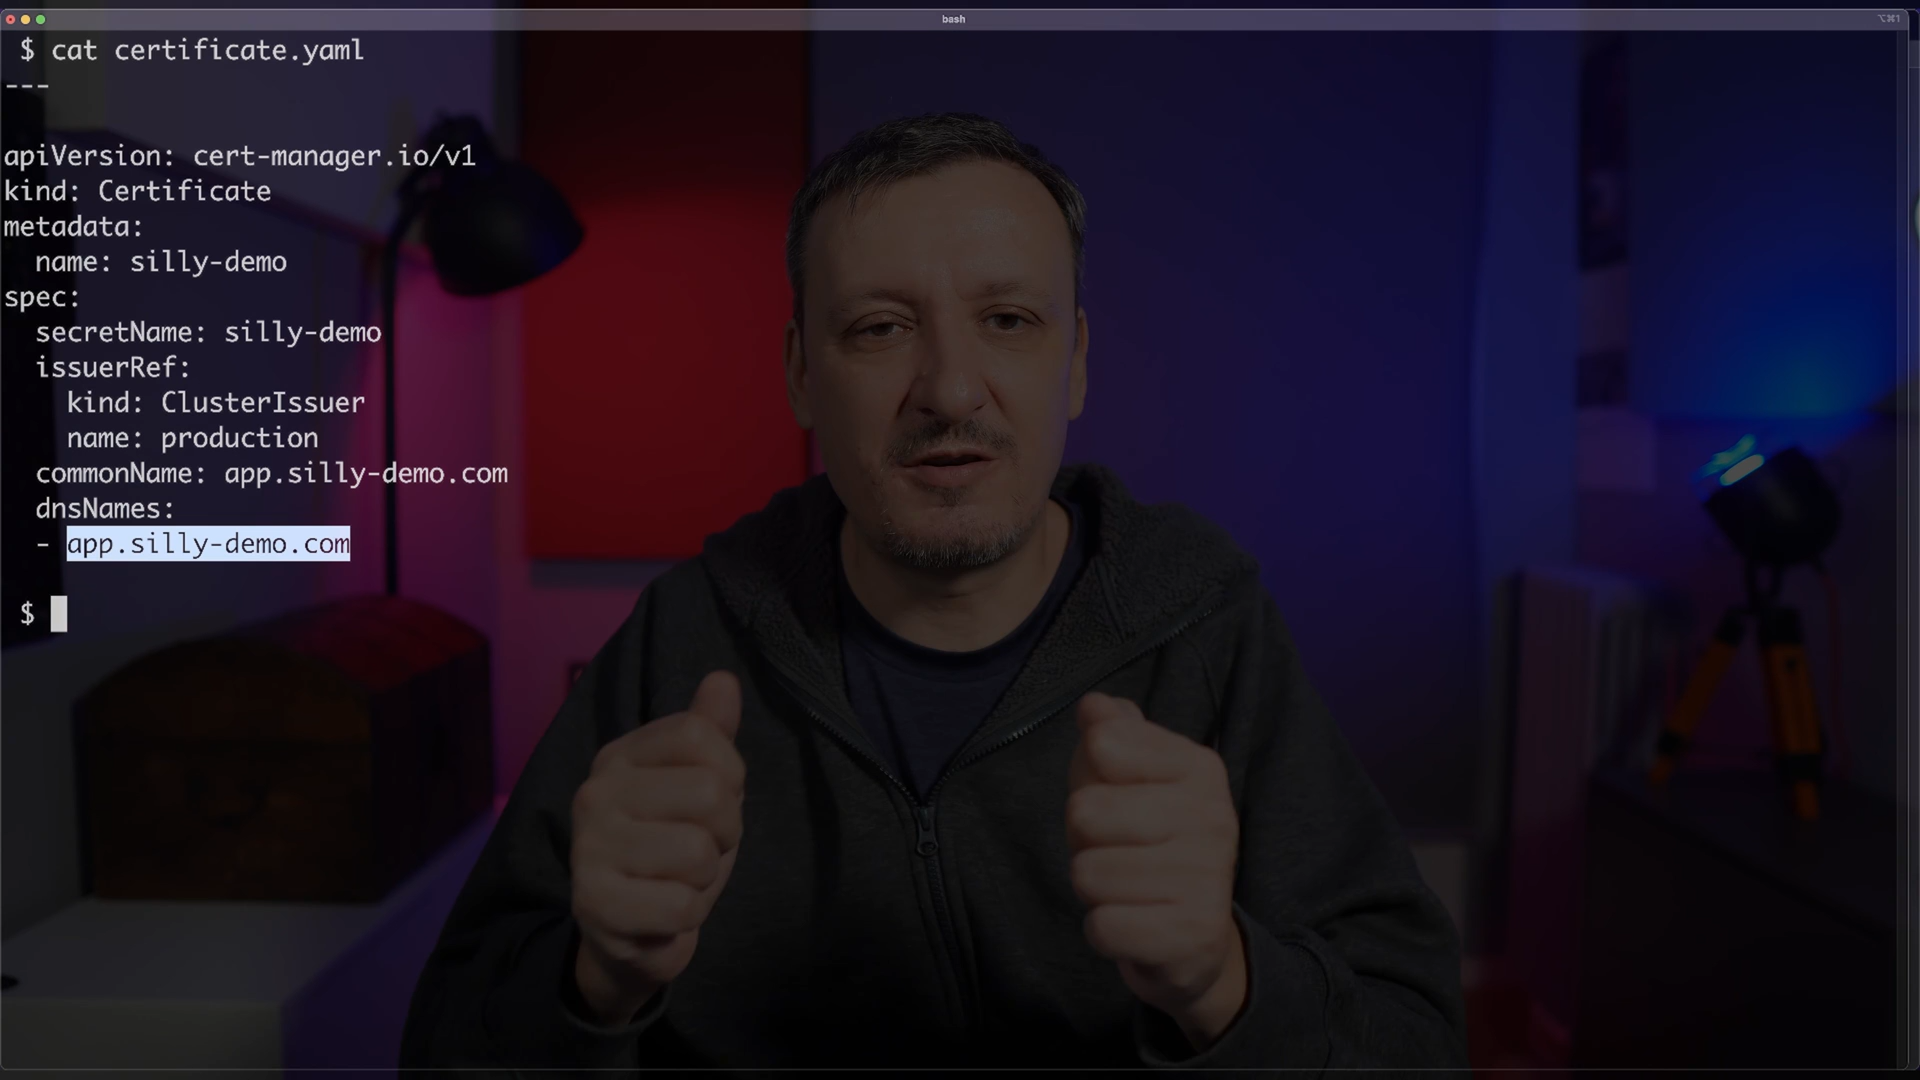 bash
⌥⌘1
$ cat certificate.yaml
---
apiVersion: cert-manager.io/v1
kind: Certificate
metadata:
  name: silly-demo
spec:
  secretName: silly-demo
  issuerRef:
    kind: ClusterIssuer
    name: production
  commonName: app.silly-demo.com
  dnsNames:
  - app.silly-demo.com
$